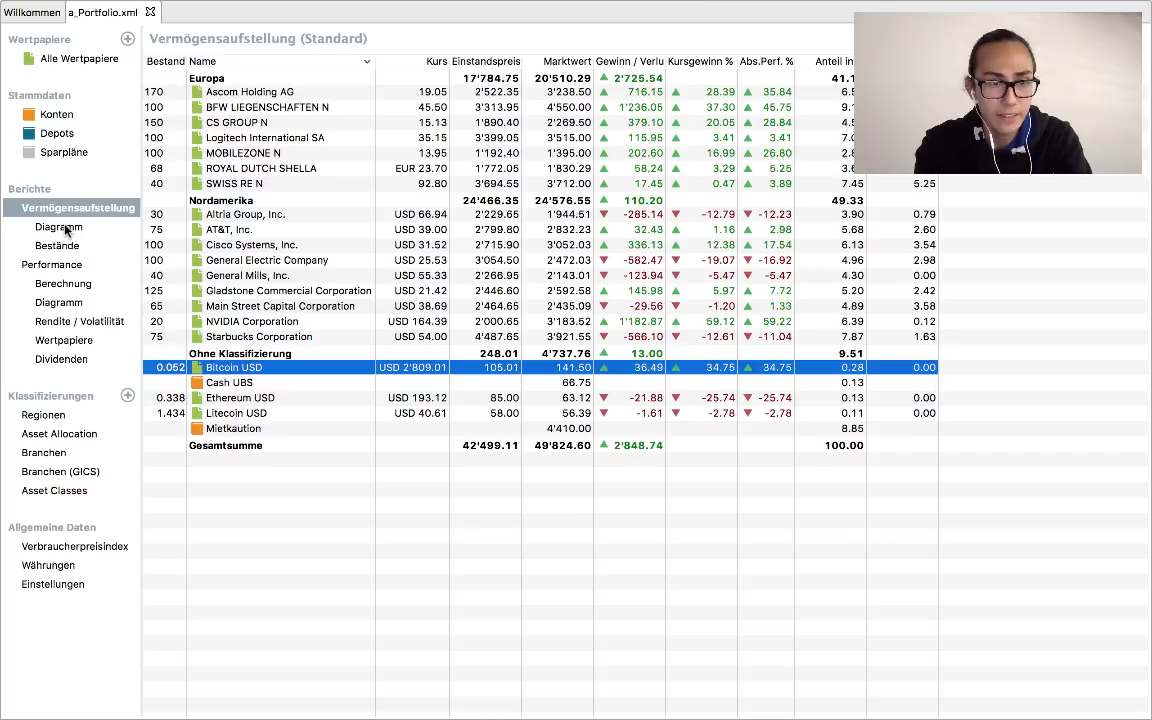 Willkommen a_Portfolio.xml
Wertpapiere
Alle Wertpapiere
Stammdaten
Konten
Depots
Sparpläne
Berichte
Vermögensaufstellung
Diagramm
Bestände
Performance
Berechnung
Diagramm
Rendite / Volatilität
Wertpapiere
Dividenden
Klassifizierungen
Regionen
Asset Allocation
Branchen
Branchen (GICS)
Asset Classes
Allgemeine Daten
Verbraucherpreisindex
Währungen
Einstellungen
Vermögensaufstellung (Standard)
Bestand Name Kurs Einstandspreis Marktwert Gewinn / Verlu Kursgewinn % Abs.Perf. % Anteil in
Europa 17'784.75 20'510.29 2'725.54 41.1
170 Ascom Holding AG 19.05 2'522.35 3'238.50 716.15 28.39 35.84 6.5
100 BFW LIEGENSCHAFTEN N 45.50 3'313.95 4'550.00 1'236.05 37.30 45.75 9.1
150 CS GROUP N 15.13 1'890.40 2'269.50 379.10 20.05 28.84 4.5
100 Logitech International SA 35.15 3'399.05 3'515.00 115.95 3.41 3.41 7.0
100 MOBILEZONE N 13.95 1'192.40 1'395.00 202.60 16.99 26.80 2.8
68 ROYAL DUTCH SHELLA EUR 23.70 1'772.05 1'830.29 58.24 3.29 5.25 3.6
40 SWISS RE N 92.80 3'694.55 3'712.00 17.45 0.47 3.89 7.45 5.25
Nordamerika 24'466.35 24'576.55 110.20 49.33
30 Altria Group, Inc. USD 66.94 2'229.65 1'944.51 -285.14 -12.79 -12.23 3.90 0.79
75 AT&T, Inc. USD 39.00 2'799.80 2'832.23 32.43 1.16 2.98 5.68 2.60
100 Cisco Systems, Inc. USD 31.52 2'715.90 3'052.03 336.13 12.38 17.54 6.13 3.54
100 General Electric Company USD 25.53 3'054.50 2'472.03 -582.47 -19.07 -16.92 4.96 2.98
40 General Mills, Inc. USD 55.33 2'266.95 2'143.01 -123.94 -5.47 -5.47 4.30 0.00
125 Gladstone Commercial Corporation USD 21.42 2'446.60 2'592.58 145.98 5.97 7.72 5.20 2.42
65 Main Street Capital Corporation USD 38.69 2'464.65 2'435.09 -29.56 -1.20 1.33 4.89 3.58
20 NVIDIA Corporation USD 164.39 2'000.65 3'183.52 1'182.87 59.12 59.22 6.39 0.12
75 Starbucks Corporation USD 54.00 4'487.65 3'921.55 -566.10 -12.61 -11.04 7.87 1.63
Ohne Klassifizierung 248.01 4'737.76 13.00 9.51
0.052 Bitcoin USD USD 2'809.01 105.01 141.50 36.49 34.75 34.75 0.28 0.00
Cash UBS 66.75 0.13
0.338 Ethereum USD USD 193.12 85.00 63.12 -21.88 -25.74 -25.74 0.13 0.00
1.434 Litecoin USD USD 40.61 58.00 56.39 -1.61 -2.78 -2.78 0.11 0.00
Mietkaution 4'410.00 8.85
Gesamtsumme 42'499.11 49'824.60 2'848.74 100.00